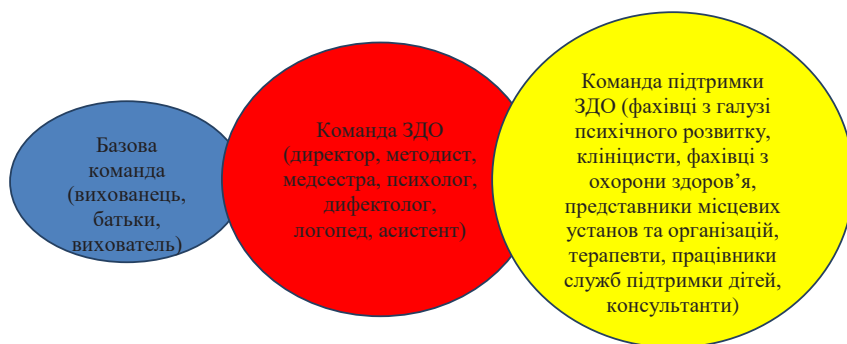 Базова
команда
(вихованець,
батьки,
вихователь)
Команда ЗДО
(директор, методист,
медсестра, психолог,
дифектолог,
логопед, асистент)
Команда підтримки
ЗДО (фахівці з галузі
психічного розвитку,
клініцисти, фахівці з
охорони здоров’я,
представники місцевих
установ та організацій,
терапевти, працівники
служб підтримки дітей,
консультанти)